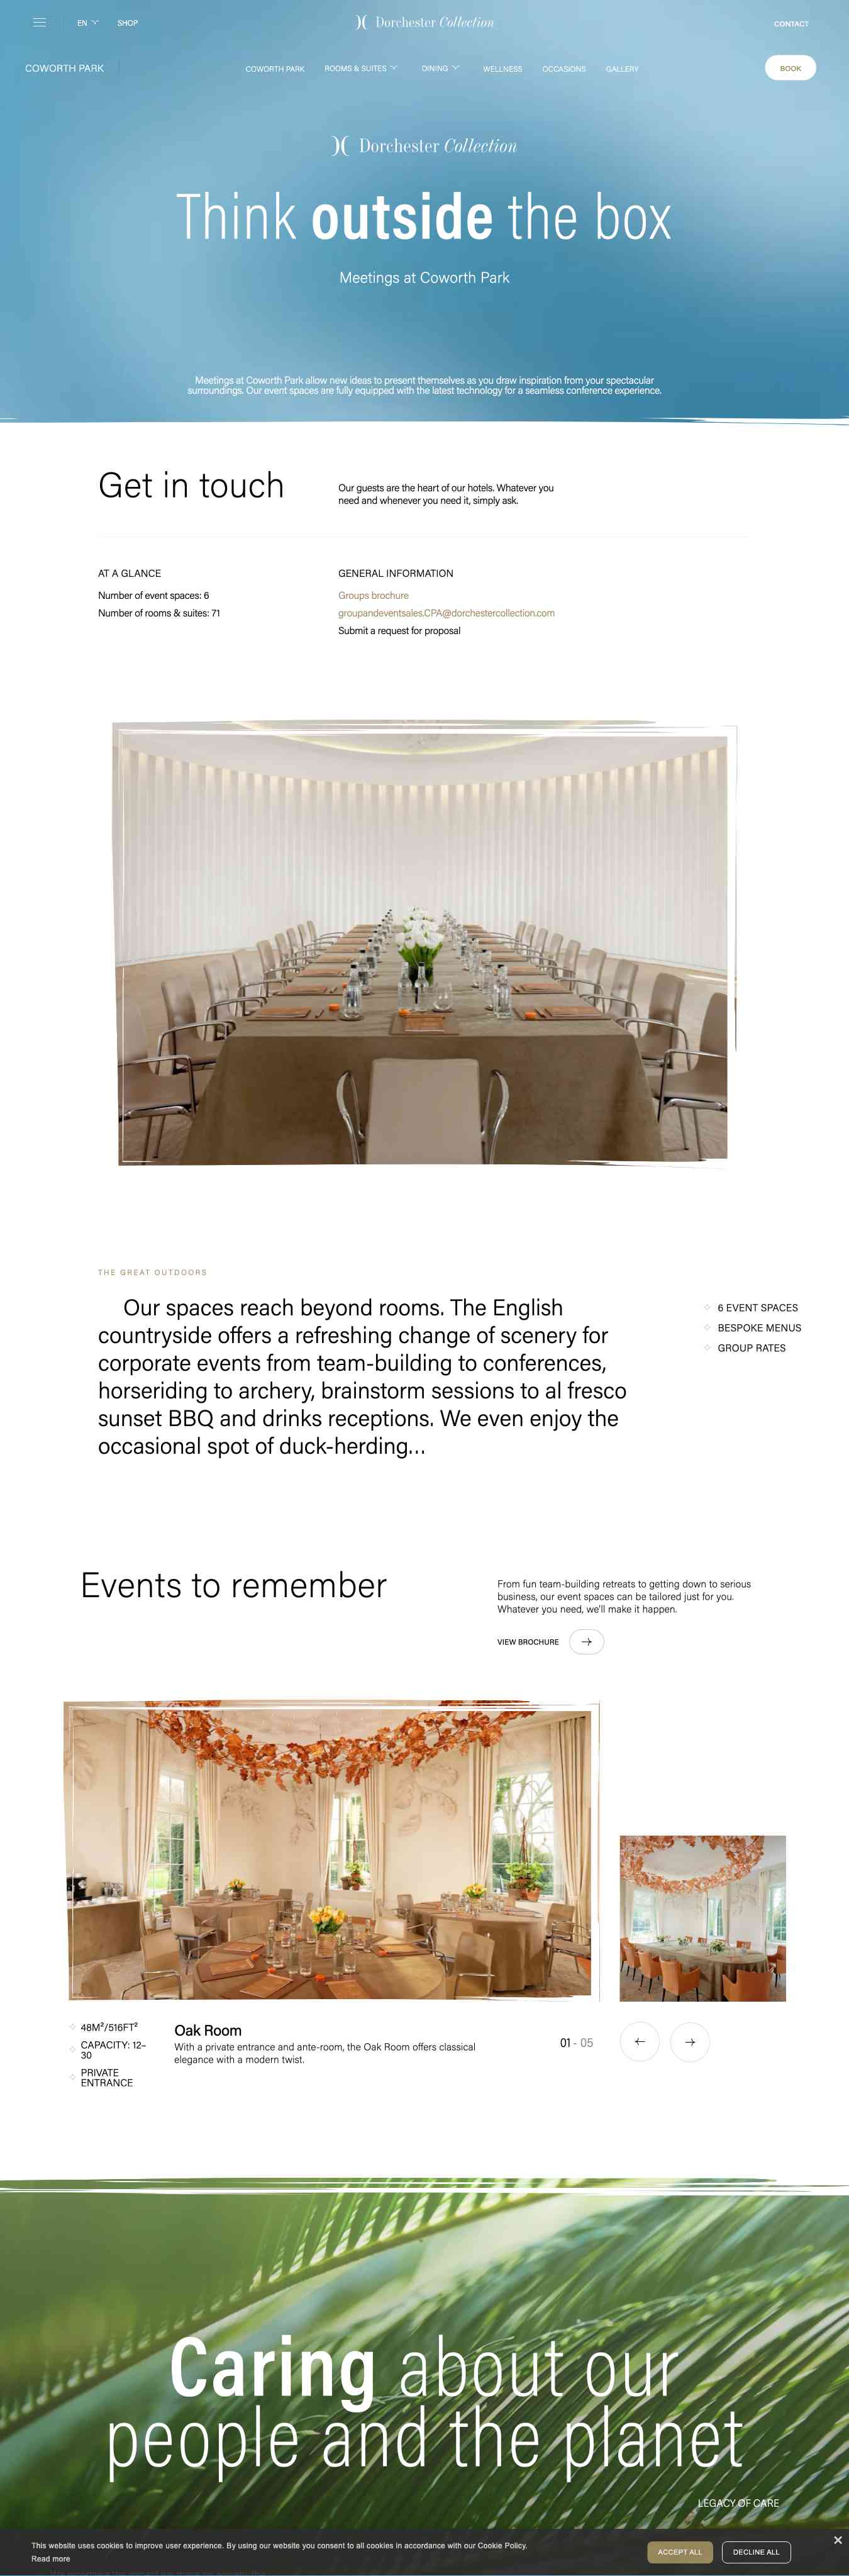 EN
SHOP
Dorchester Collection
CONTACT
COWORTH PARK
COWORTH PARK
ROOMS & SUITES
DINING
WELLNESS
OCCASIONS
GALLERY
BOOK
Dorchester Collection
Think outside the box
Meetings at Coworth Park
Meetings at Coworth Park allow new ideas to present themselves as you draw inspiration from your spectacular
surroundings. Our event spaces are fully equipped with the latest technology for a seamless conference experience.
Get in touch
Our guests are the heart of our hotels. Whatever you
need and whenever you need it, simply ask.
AT A GLANCE
Number of event spaces: 6
Number of rooms & suites: 71
GENERAL INFORMATION
Groups brochure
groupandeventsales.CPA@dorchestercollection.com
Submit a request for proposal
THE GREAT OUTDOORS
Our spaces reach beyond rooms. The English
countryside offers a refreshing change of scenery for
corporate events from team-building to conferences,
horseriding to archery, brainstorm sessions to al fresco
sunset BBQ and drinks receptions. We even enjoy the
occasional spot of duck-herding...
6 EVENT SPACES
BESPOKE MENUS
GROUP RATES
Events to remember
From fun team-building retreats to getting down to serious
business, our event spaces can be tailored just for you.
Whatever you need, we'll make it happen.
VIEW BROCHURE
48M²/516FT²
CAPACITY: 12–
30
PRIVATE
ENTRANCE
Oak Room
With a private entrance and ante-room, the Oak Room offers classical
elegance with a modern twist.
01 - 05
Caring about our
people and the planet
LEGACY OF CARE
This website uses cookies to improve user experience. By using our website you consent to all cookies in accordance with our Cookie Policy.
Read more
ACCEPT ALL
DECLINE ALL